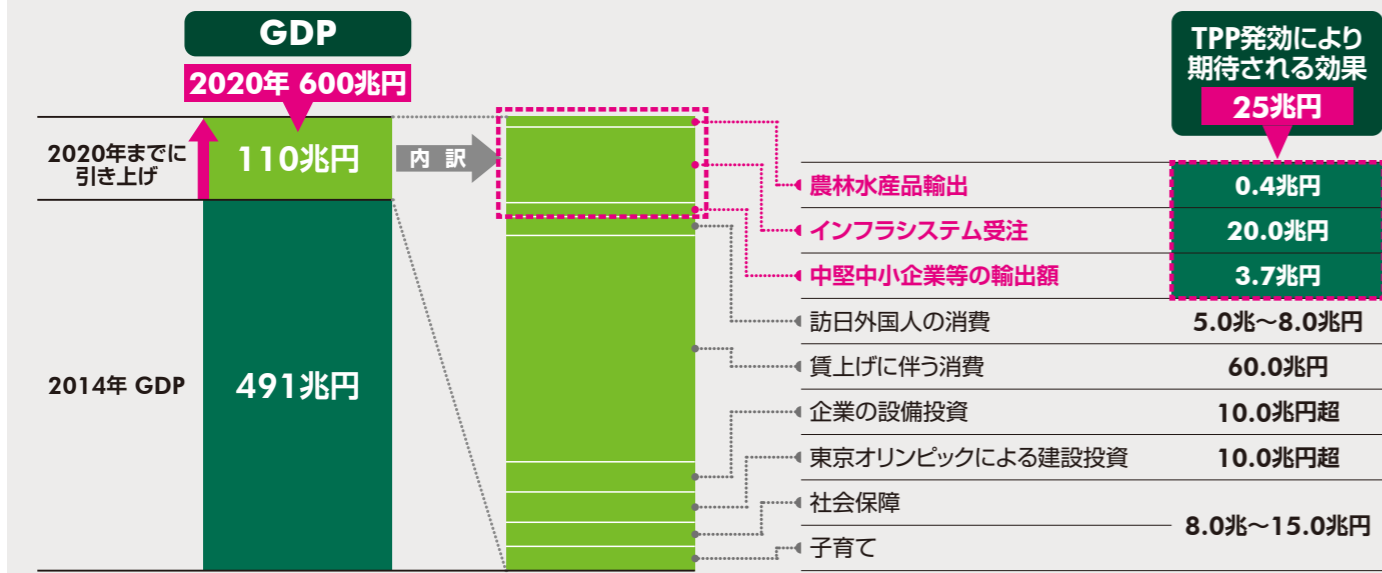 GDP
2020年 600兆円
2020年までに
引き上げ
110兆円
内 訳
2014年 GDP
491兆円
TPP発効により
期待される効果
25兆円
農林水産品輸出 0.4兆円
インフラシステム受注 20.0兆円
中堅中小企業等の輸出額 3.7兆円
訪日外国人の消費 5.0兆〜8.0兆円
賃上げに伴う消費 60.0兆円
企業の設備投資 10.0兆円超
東京オリンピックによる建設投資 10.0兆円超
社会保障
8.0兆〜15.0兆円
子育て